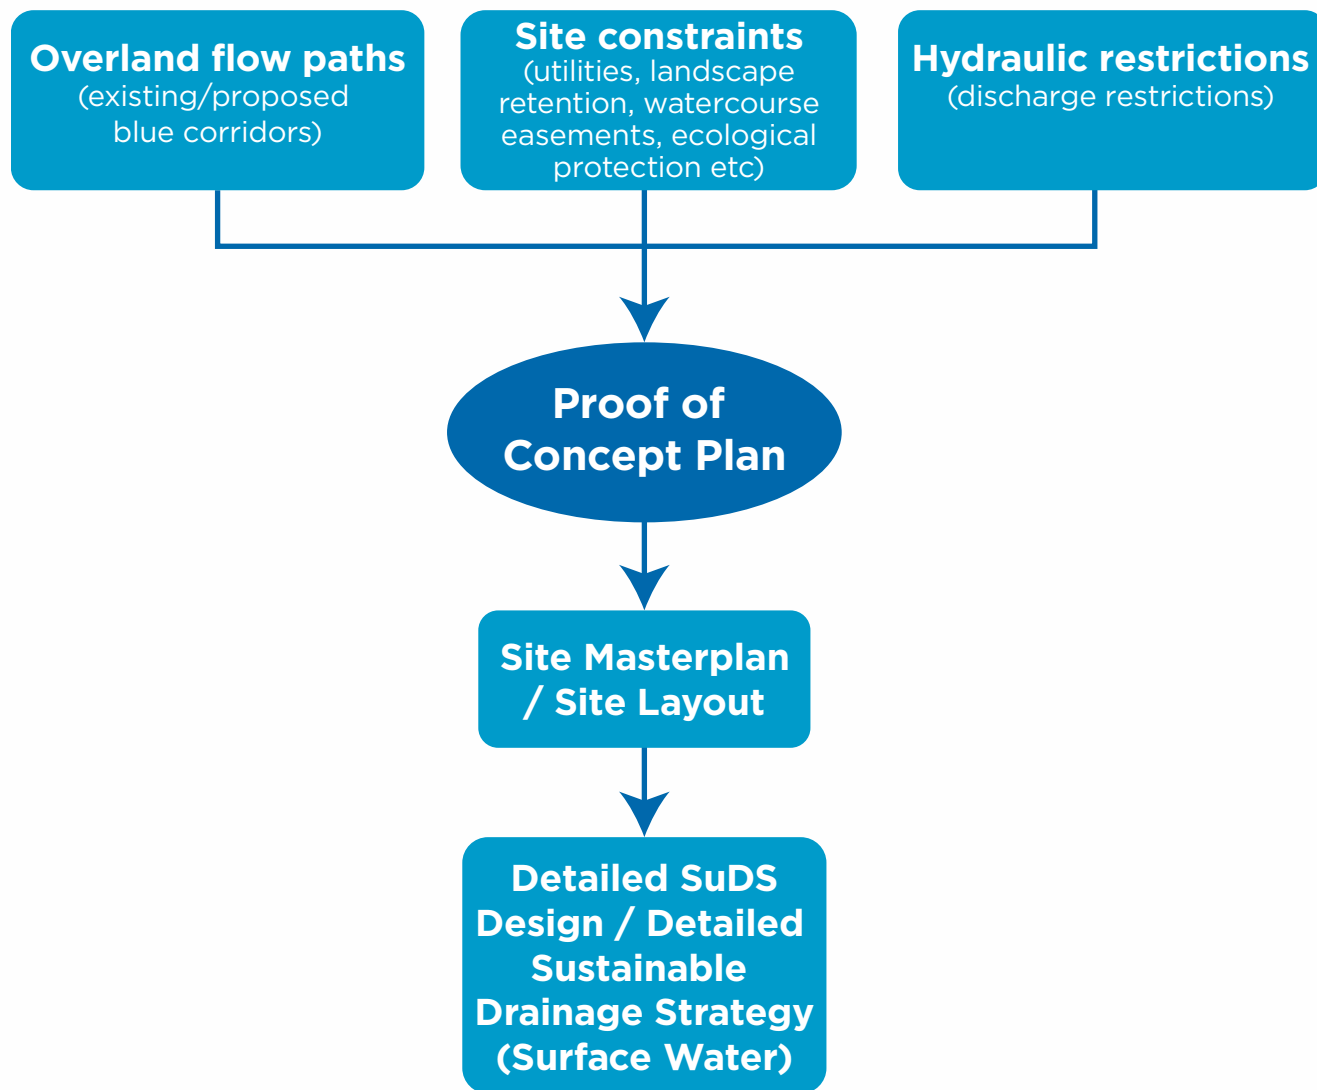 Overland flow paths
(existing/proposed
blue corridors)
Site constraints
(utilities, landscape
retention, watercourse
easements, ecological
protection etc)
Hydraulic restrictions
(discharge restrictions)
Proof of
Concept Plan
Site Masterplan
/ Site Layout
Detailed SuDS
Design / Detailed
Sustainable
Drainage Strategy
(Surface Water)